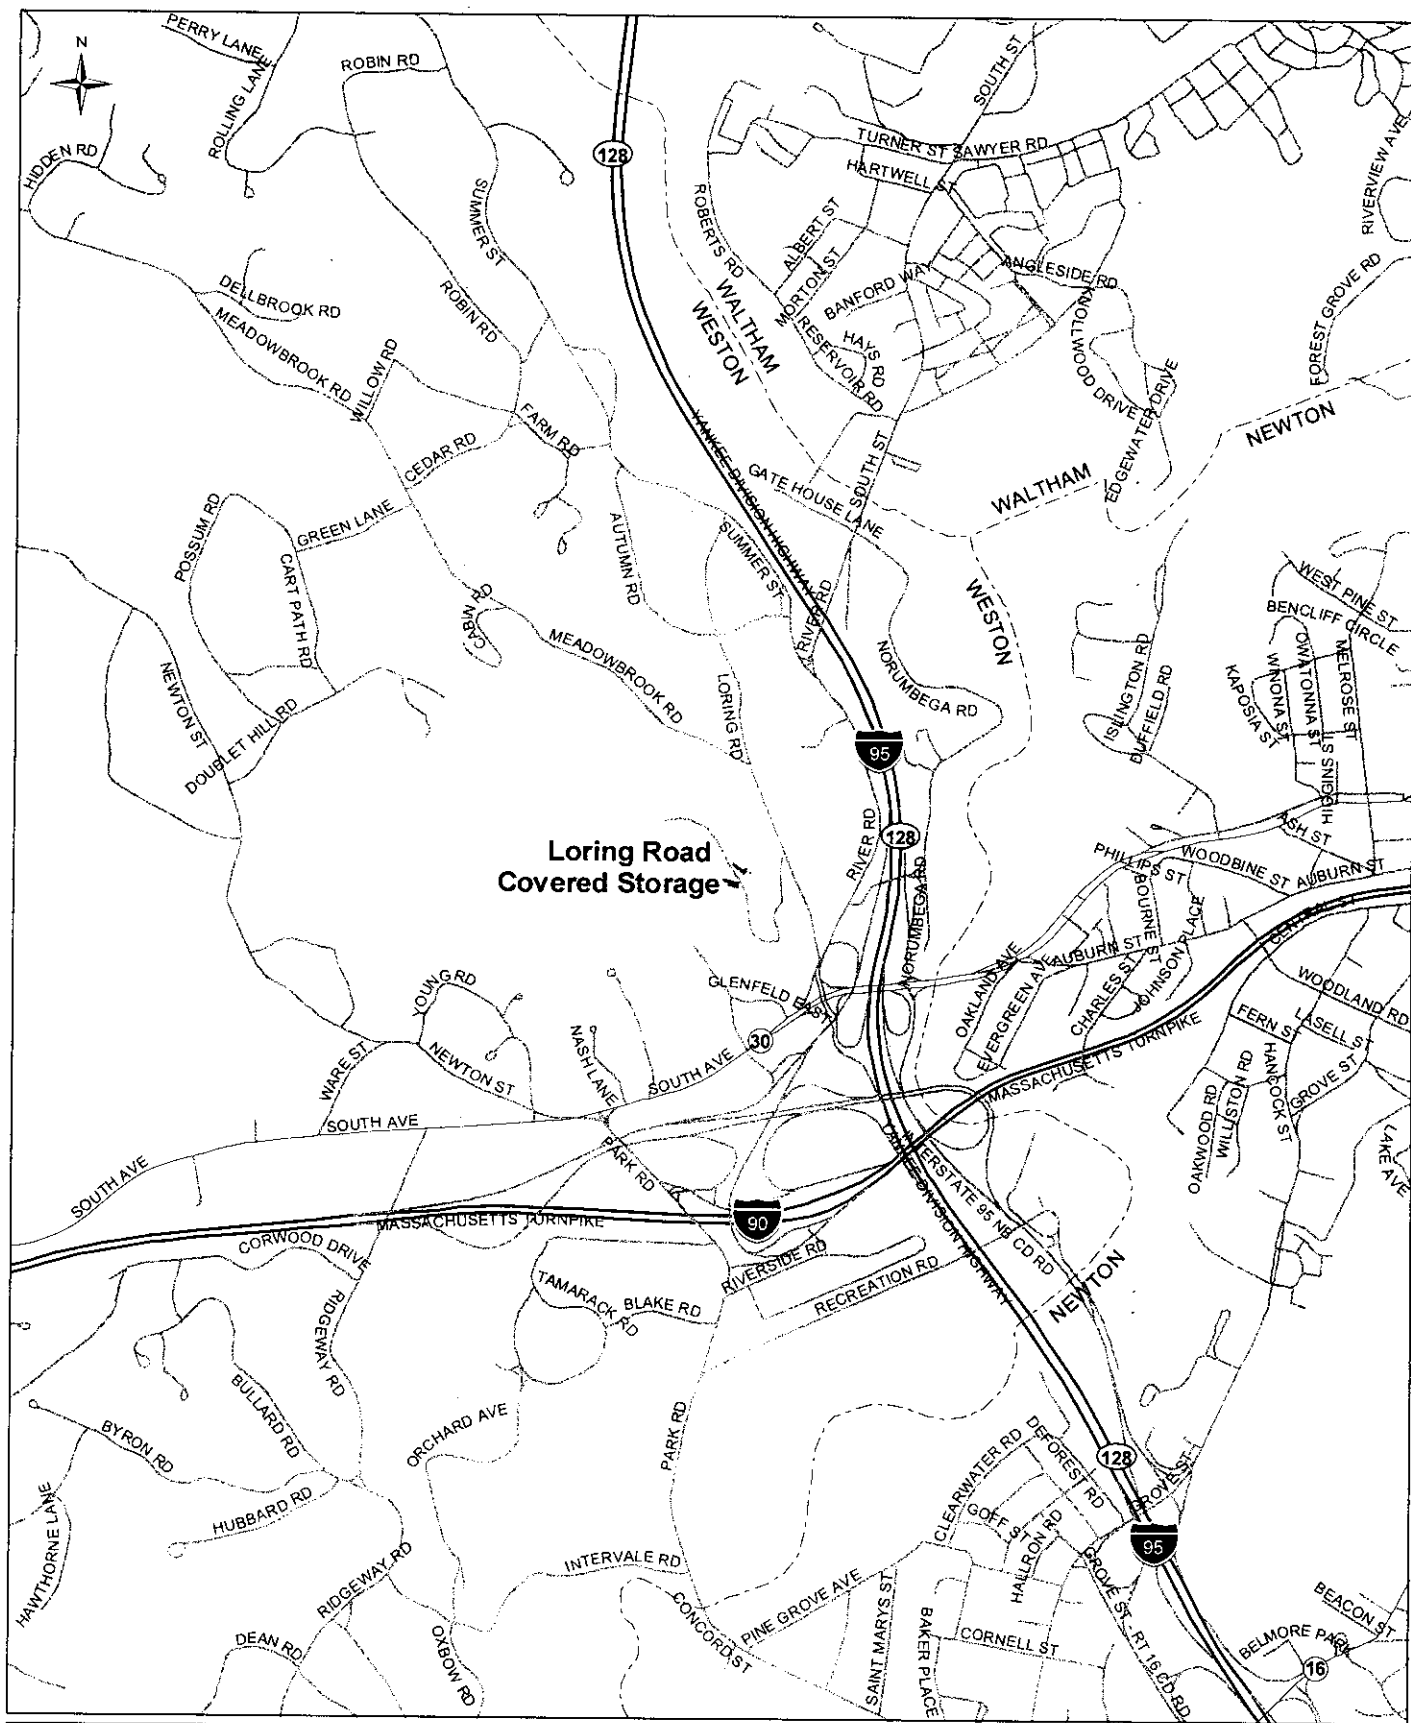 N
PERRY LANE
ROBIN RD
ROLLING LANE
HIDDEN RD
SUMMER ST
128
SOUTH ST
TURNER ST
SAWYER RD
HARTWELL ST
RIVERVIEW AVE
ROBERTS RD
ALBERT ST
MORTON ST
BANFORD WAY
ANGLESIDE RD
KNOLLWOOD DRIVE
FOREST GROVE RD
WALTHAM
WESTON
DELLBROOK RD
MEADOWBROOK RD
ROBIN RD
HAYS RD
RESERVOIR RD
WILLOW RD
FARM RD
CEDAR RD
EDGEWATER DRIVE
NEWTON
YANKEE DIVISION HIGHWAY
GATE HOUSE LANE
SOUTH ST
WALTHAM
POSSUM RD
GREEN LANE
CART PATH RD
AUTUMN RD
SUMMER ST
RIVER RD
WESTON
WEST PINE ST
BENCLIFF CIRCLE
CABIN RD
MEADOWBROOK RD
NORUMBEGA RD
ISLINGTON RD
DUFFIELD RD
KAPOSIA ST
WINONA ST
OWATONNA ST
MELROSE ST
NEWTON ST
DOUBLET HILL RD
LORING RD
95
HIGGINS ST
RIVER RD
128
ASH ST
Loring Road
Covered Storage
NORUMBEGA RD
PHILLIPS ST
WOODBINE ST
AUBURN ST
BOURNE ST
CENTRAL ST
AUBURN ST
JOHNSON PLACE
CHARLES ST
OAKLAND AVE
EVERGREEN AVE
WOODLAND RD
YOUNG RD
GLENFELD EAST
30
FERN ST
LASELL ST
WARE ST
NEWTON ST
NASH LANE
SOUTH AVE
MASSACHUSETTS TURNPIKE
HANCOCK ST
GROVE ST
OAKWOOD RD
WILLISTON RD
LAKE AVE
SOUTH AVE
PARK RD
SOUTH AVE
YANKEE DIVISION HIGHWAY
INTERSTATE 95 NB CD RD
MASSACHUSETTS TURNPIKE
90
CORWOOD DRIVE
RIVERSIDE RD
RECREATION RD
NEWTON
TAMARACK RD
BLAKE RD
RIDGEWAY RD
BULLARD RD
BYRON RD
ORCHARD AVE
PARK RD
HUBBARD RD
HAWTHORNE LANE
CLEARWATER RD
DEFOREST RD
128
GROVE ST
GOFF ST
HALLRON RD
95
INTERVALE RD
RIDGEWAY RD
CONCORD ST
PINE GROVE AVE
SAINT MARYS ST
BAKER PLACE
CORNELL ST
GROVE ST - RT 16 CD RD
BEACON ST
BELMORE PARK
16
DEAN RD
OXBOW RD